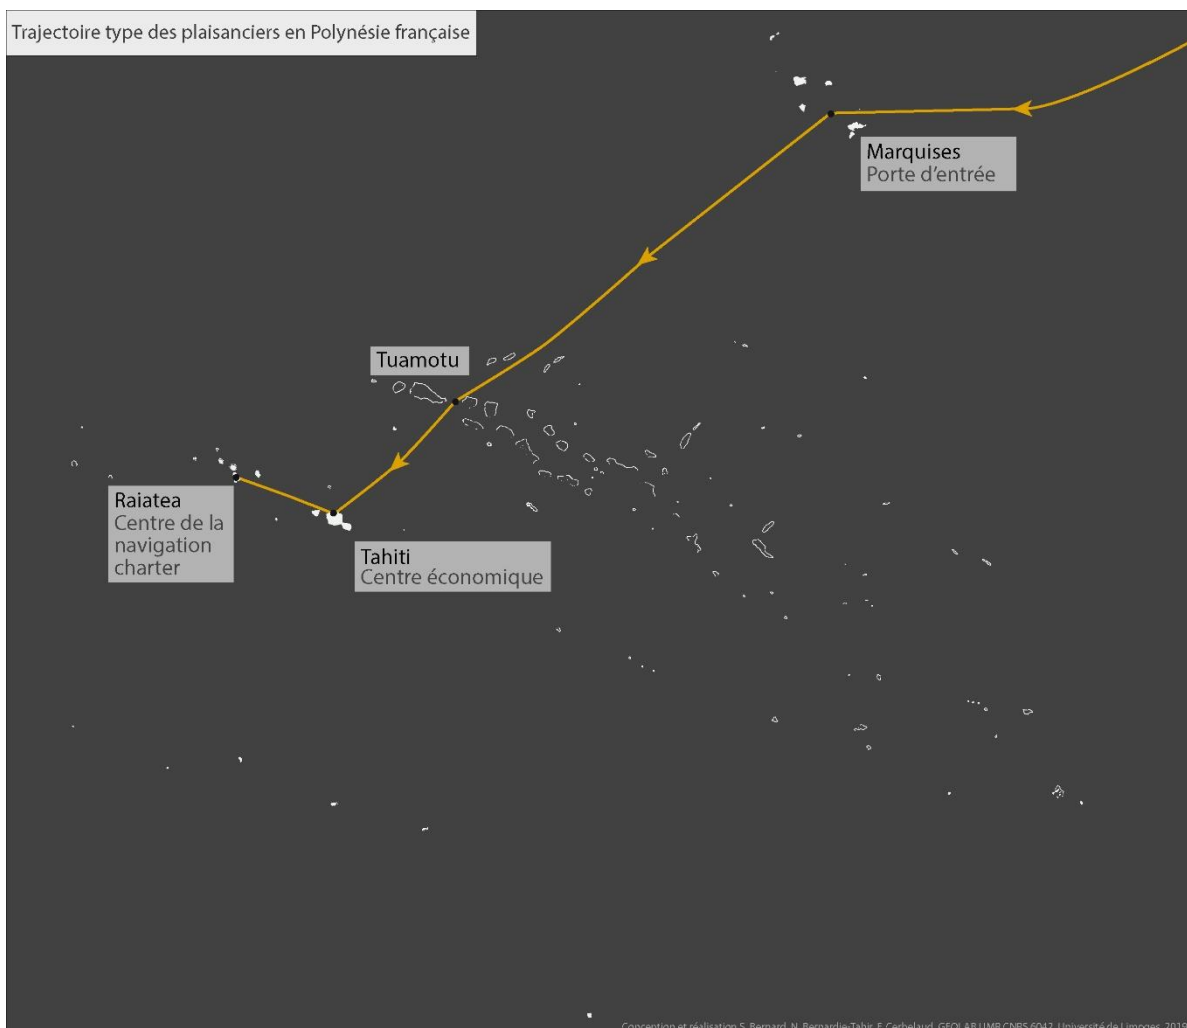 Trajectoire type des plaisanciers en Polynésie française
Marquises
Porte d'entrée
Tuamotu
Raiatea
Centre de la
navigation
charter
Tahiti
Centre économique
Conception et réalisation S. Bernard, N. Bernardie-Tahir, F. Cerbelaud, GEOLAB UMR CNRS 6042, Université de Limoges, 2019